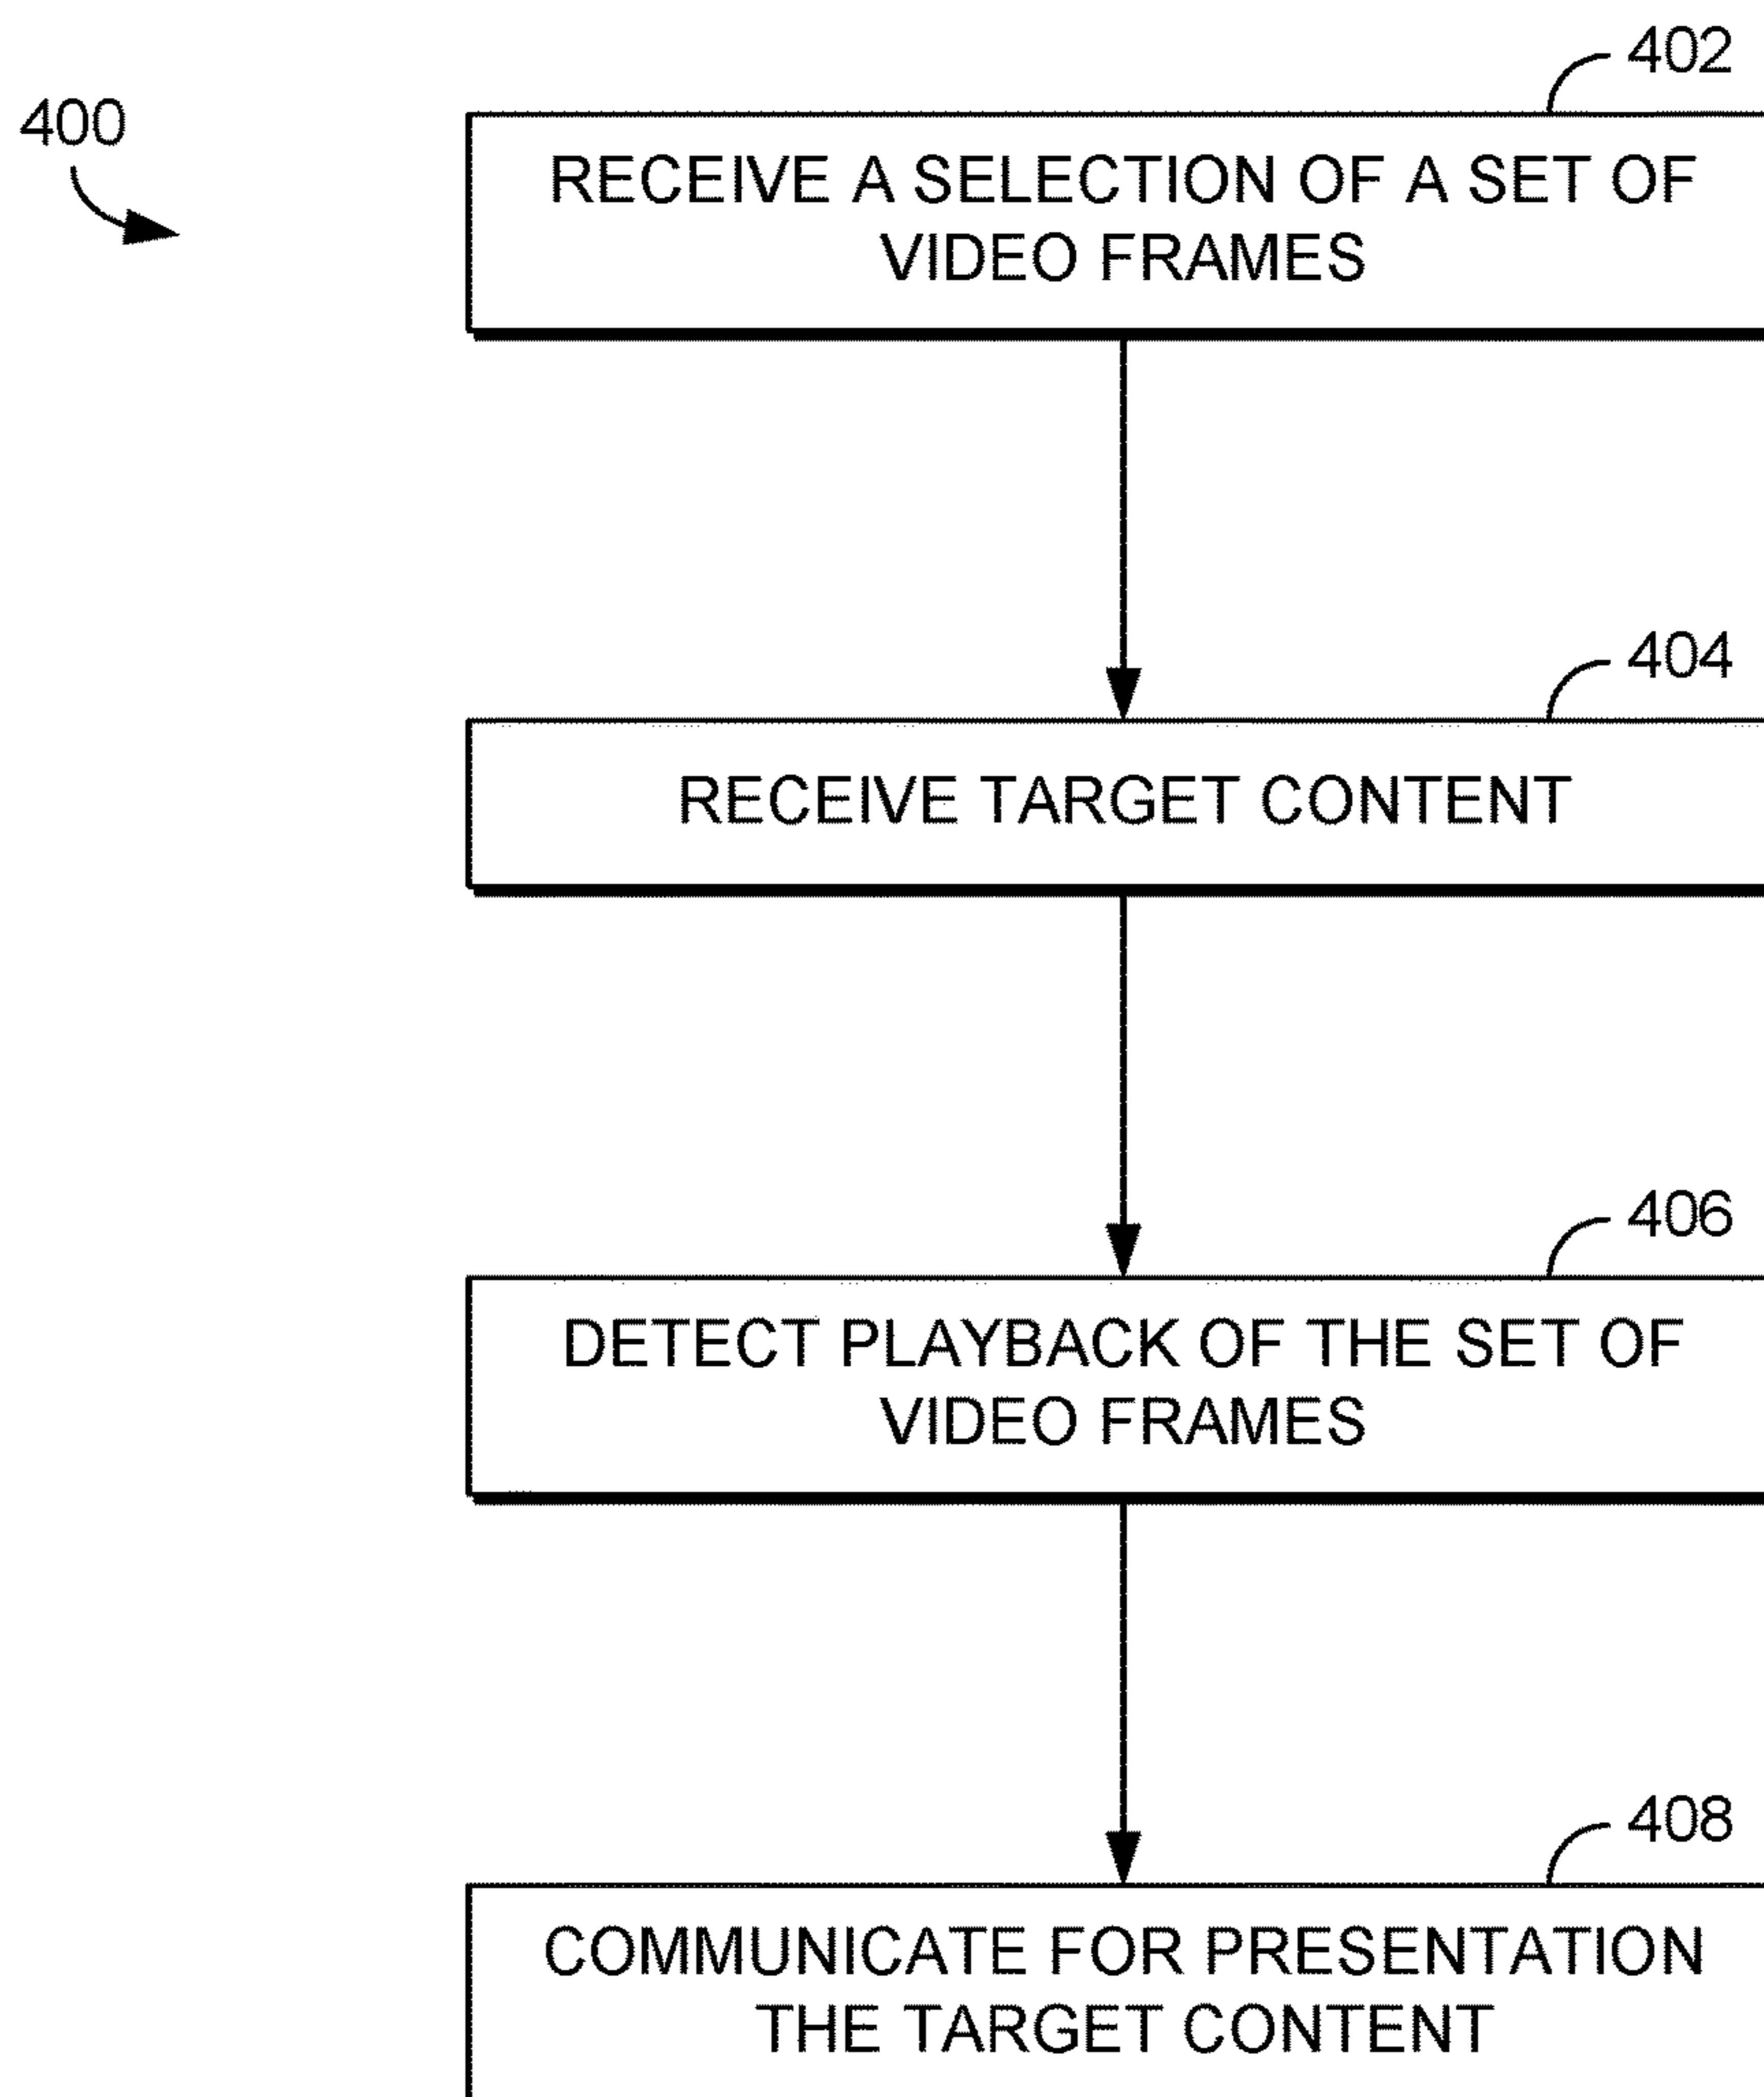 402
400
RECEIVE A SELECTION OF A SET OF
VIDEO FRAMES
404
RECEIVE TARGET CONTENT
406
DETECT PLAYBACK OF THE SET OF
VIDEO FRAMES
408
COMMUNICATE FOR PRESENTATION
THE TARGET CONTENT